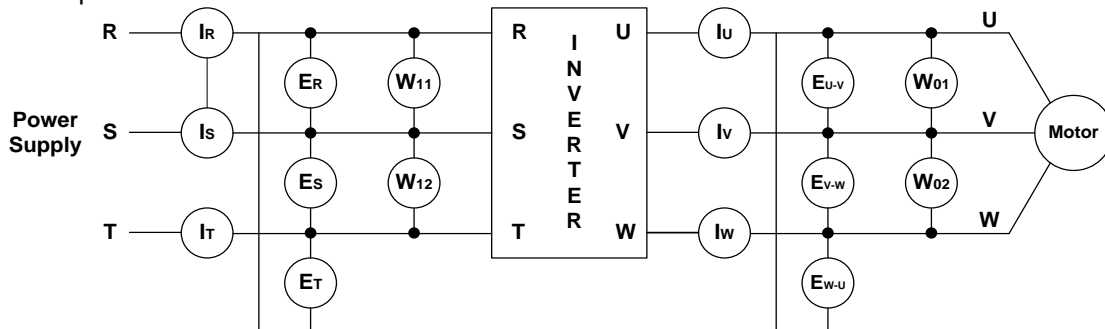 R IR R U IU U
ER W11 EU-V W01
Power Supply
S IS S V IV V Motor
ES W12 EV-W W02
T IT T W IW W
ET EW-U
INVERTER